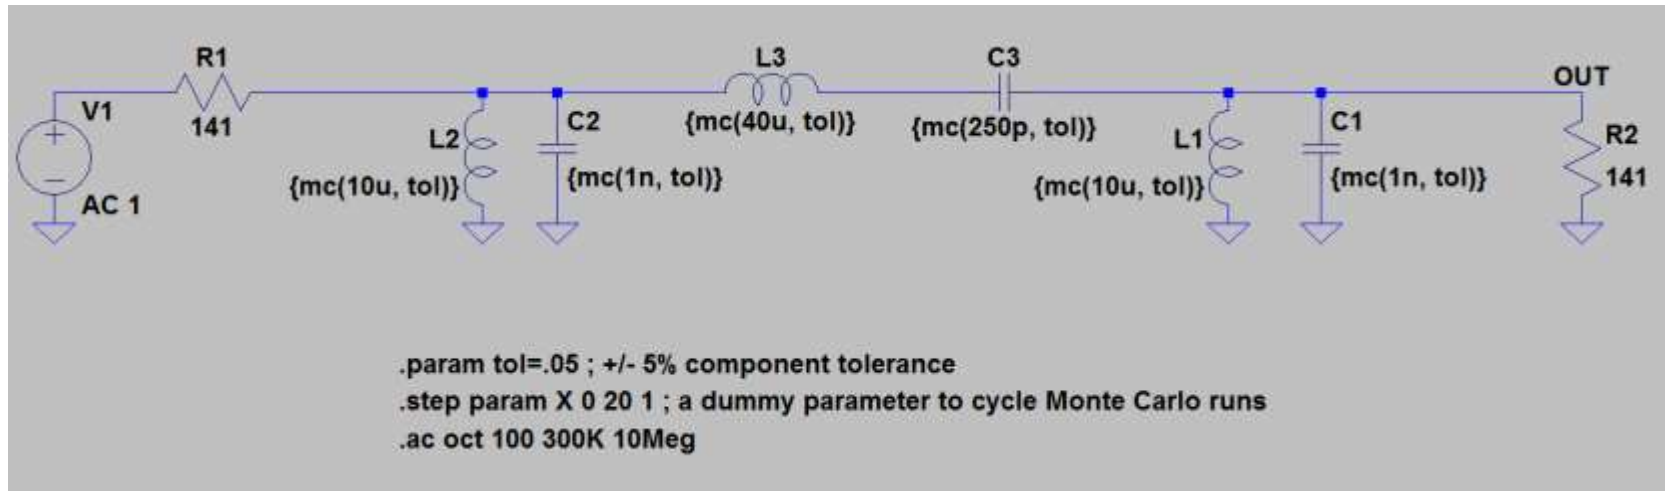 R1
L3
C3
OUT
V1
141
{mc(40u, tol)}
{mc(250p, tol)}
L2
C2
L1
C1
R2
{mc(10u, tol)}
{mc(1n, tol)}
{mc(10u, tol)}
{mc(1n, tol)}
141
AC 1
.param tol=.05 ; +/- 5% component tolerance
.step param X 0 20 1 ; a dummy parameter to cycle Monte Carlo runs
.ac oct 100 300K 10Meg